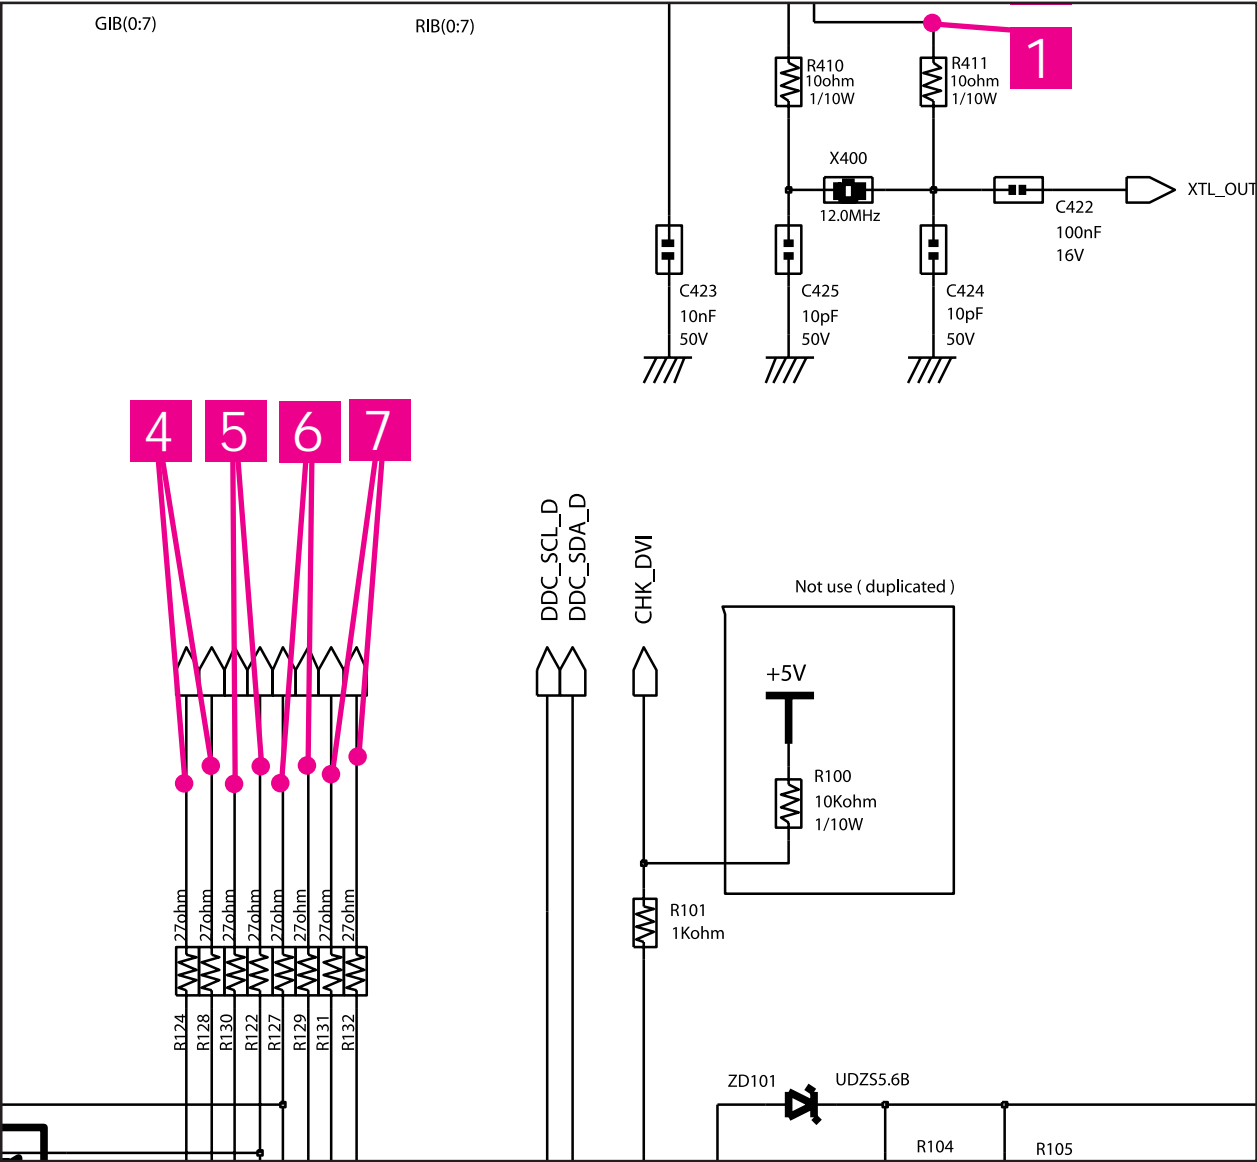 GIB(0:7)
RIB(0:7)
1
R410
10ohm
1/10W
R411
10ohm
1/10W
X400
12.0MHz
XTL_OUT
C422
100nF
16V
C423
10nF
50V
C425
10pF
50V
C424
10pF
50V
4
5
6
7
DDC_SCL_D
DDC_SDA_D
CHK_DVI
Not use ( duplicated )
+5V
R100
10Kohm
1/10W
R101
1Kohm
27ohm
27ohm
27ohm
27ohm
27ohm
27ohm
27ohm
27ohm
R124
R128
R130
R122
R127
R129
R131
R132
ZD101
UDZS5.6B
R104
R105